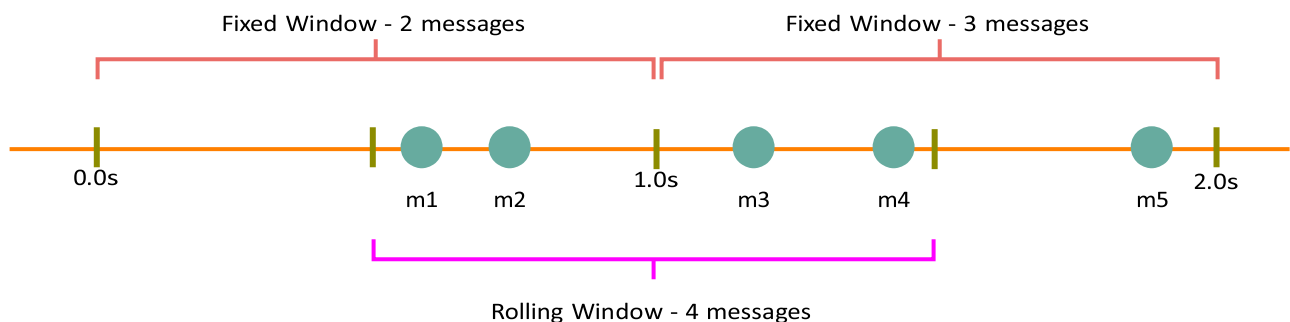 Fixed Window - 2 messages
Fixed Window - 3 messages
0.0s
1.0s
2.0s
m1
m2
m3
m4
m5
Rolling Window - 4 messages